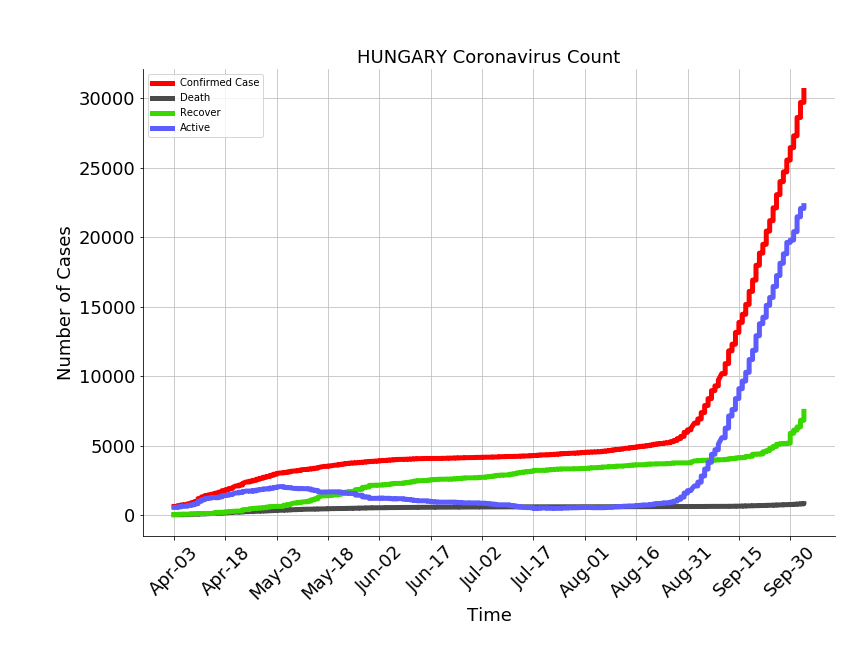 HUNGARY Coronavirus Count
Confirmed Case
Death
Recover
Active
30000
25000
20000
15000
10000
5000
0
Number of Cases
Apr-03
Apr-18
May-03
May-18
Jun-02
Jun-17
Jul-02
Jul-17
Aug-01
Aug-16
Aug-31
Sep-15
Sep-30
Time